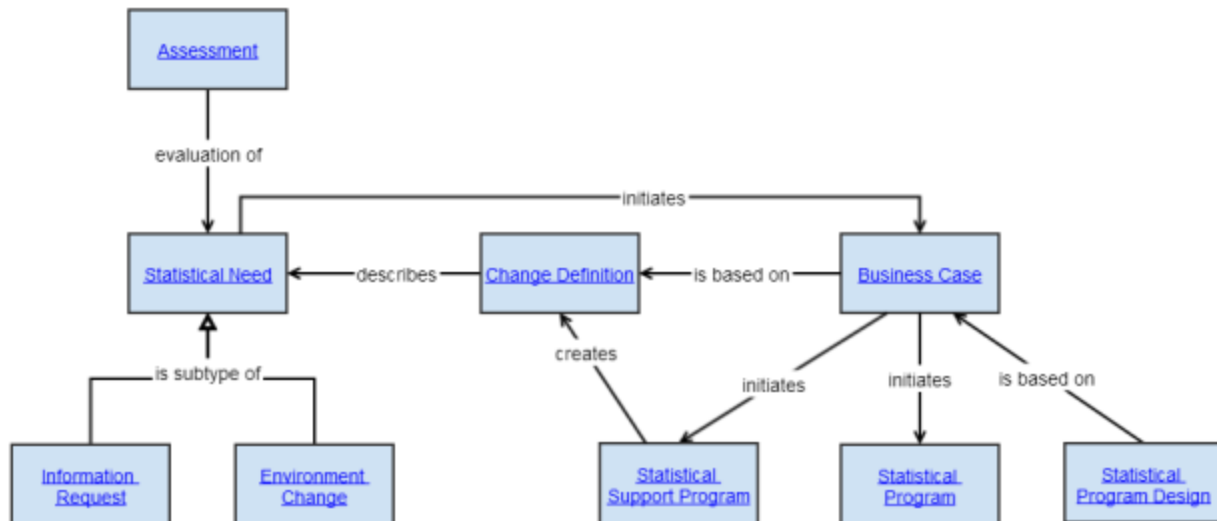 Assessment
evaluation of
initiates
Statistical Need
describes
Change Definition
is based on
Business Case
creates
is subtype of
initiates
initiates
is based on
Information
Request
Environment
Change
Statistical
Support Program
Statistical
Program
Statistical
Program Design